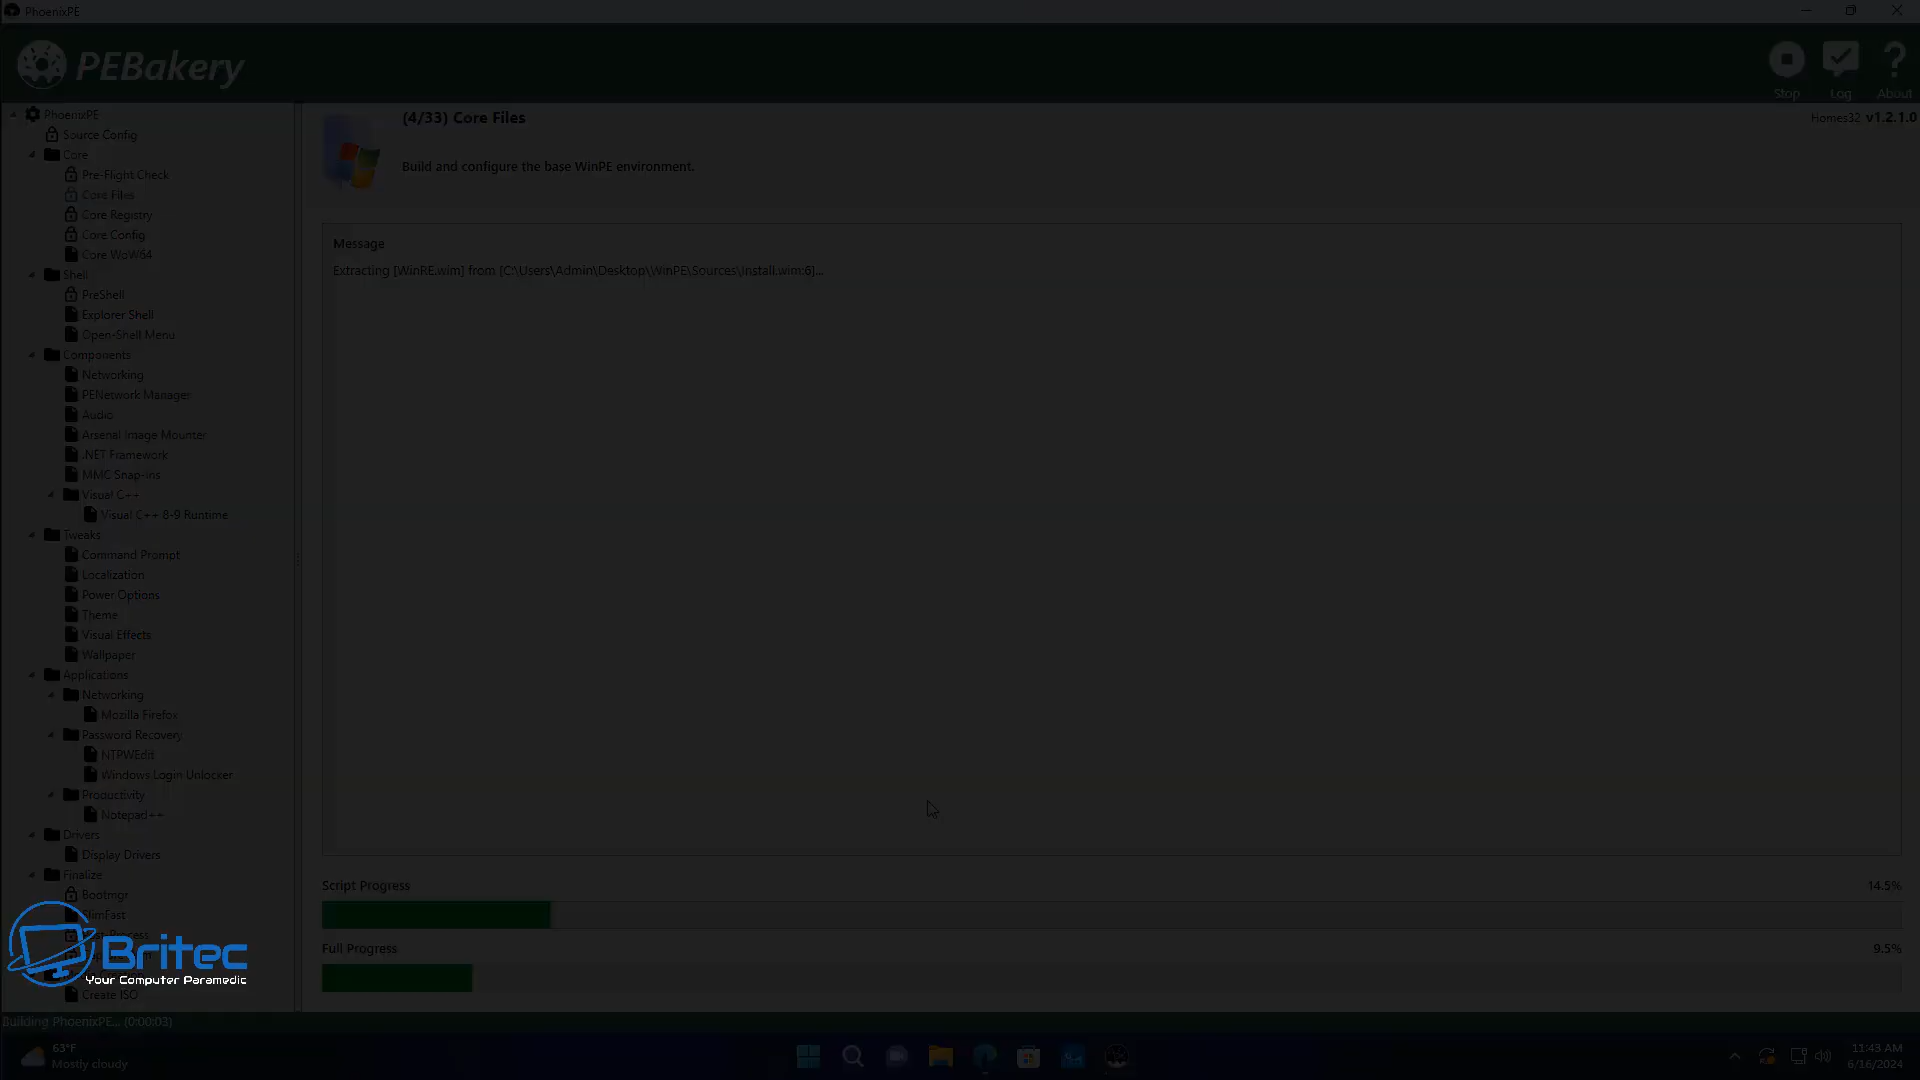 PhoenixPE
PEBakery
Stop
Log
About
PhoenixPE
Source Config
Core
Pre-Flight Check
Core Files
Core Registry
Core Config
Core WoW64
Shell
PreShell
Explorer Shell
Open-Shell Menu
Components
Networking
PENetwork Manager
Audio
Arsenal Image Mounter
.NET Framework
MMC Snap-ins
Visual C++
Visual C++ 8-9 Runtime
Tweaks
Command Prompt
Localization
Power Options
Theme
Visual Effects
Wallpaper
Applications
Networking
Mozilla Firefox
Password Recovery
NTPWEdit
Windows Login Unlocker
Productivity
Notepad++
Drivers
Display Drivers
Finalize
Bootmgr
SlimFast
Create ISO
Britec
Your Computer Paramedic
(4/33) Core Files
Homes32 v1.2.1.0
Build and configure the base WinPE environment.
Message
Extracting [WinRE.wim] from [C:\Users\Admin\Desktop\WinPE\Sources\Install.wim:6]...
Script Progress
14.5%
Full Progress
9.5%
Building PhoenixPE... (0:00:03)
63°F
Mostly cloudy
11:43 AM
6/16/2024